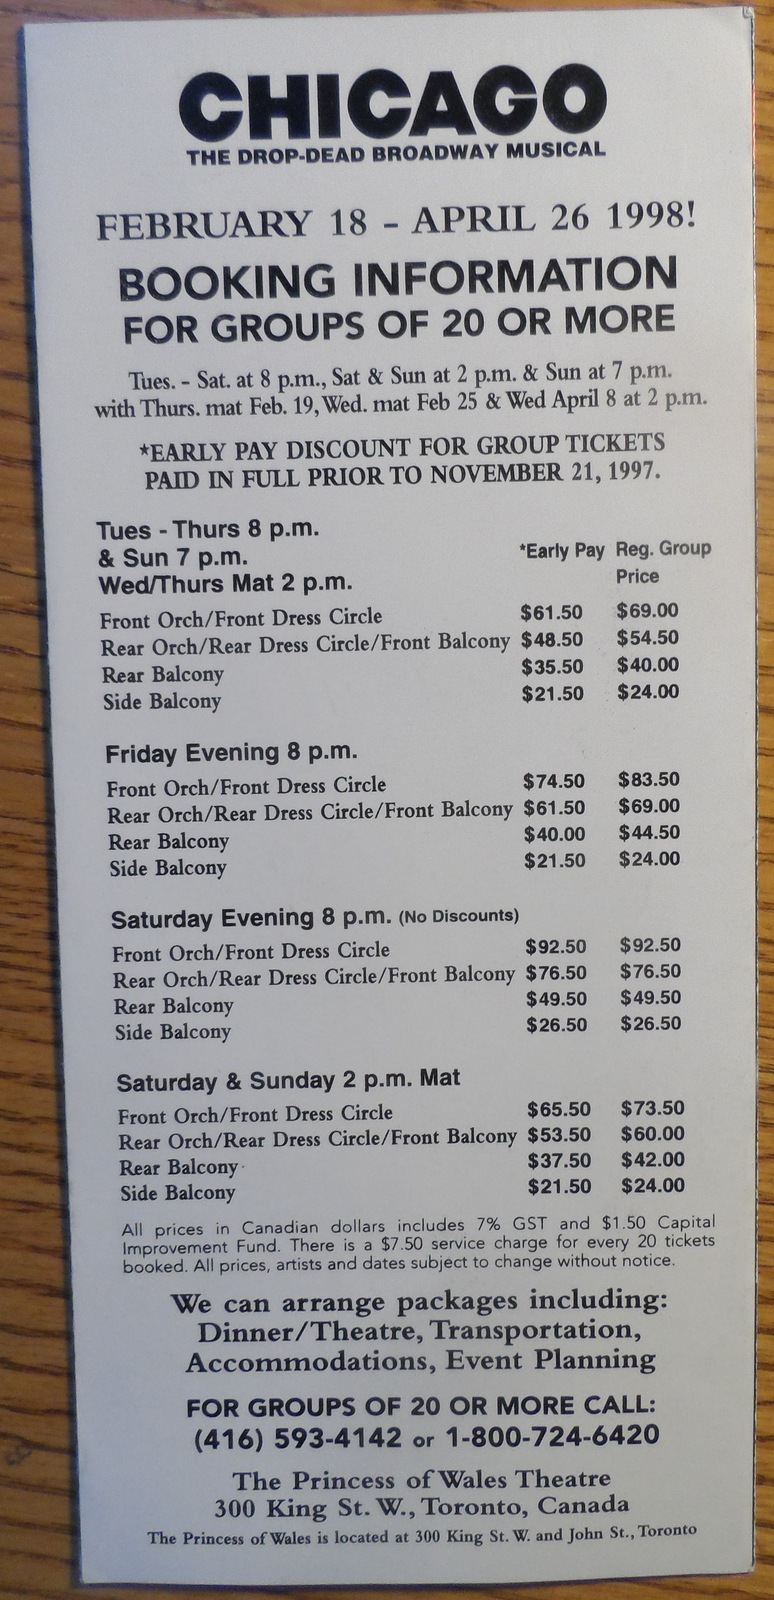 CHICAGO
THE DROP-DEAD BROADWAY MUSICAL
FEBRUARY 18 - APRIL 26 1998!
BOOKING INFORMATION
FOR GROUPS OF 20 OR MORE
Tues. - Sat. at 8 p.m., Sat & Sun at 2 p.m. & Sun at 7 p.m.
with Thurs. mat Feb. 19, Wed. mat Feb 25 & Wed April 8 at 2 p.m.
*EARLY PAY DISCOUNT FOR GROUP TICKETS
PAID IN FULL PRIOR TO NOVEMBER 21, 1997.
Tues - Thurs 8 p.m.
& Sun 7 p.m. *Early Pay Reg. Group
Wed/Thurs Mat 2 p.m. Price
Front Orch/Front Dress Circle $61.50 $69.00
Rear Orch/Rear Dress Circle/Front Balcony $48.50 $54.50
Rear Balcony $35.50 $40.00
Side Balcony $21.50 $24.00
Friday Evening 8 p.m.
Front Orch/Front Dress Circle $74.50 $83.50
Rear Orch/Rear Dress Circle/Front Balcony $61.50 $69.00
Rear Balcony $40.00 $44.50
Side Balcony $21.50 $24.00
Saturday Evening 8 p.m. (No Discounts)
Front Orch/Front Dress Circle $92.50 $92.50
Rear Orch/Rear Dress Circle/Front Balcony $76.50 $76.50
Rear Balcony $49.50 $49.50
Side Balcony $26.50 $26.50
Saturday & Sunday 2 p.m. Mat
Front Orch/Front Dress Circle $65.50 $73.50
Rear Orch/Rear Dress Circle/Front Balcony $53.50 $60.00
Rear Balcony $37.50 $42.00
Side Balcony $21.50 $24.00
All prices in Canadian dollars includes 7% GST and $1.50 Capital
Improvement Fund. There is a $7.50 service charge for every 20 tickets
booked. All prices, artists and dates subject to change without notice.
We can arrange packages including:
Dinner/Theatre, Transportation,
Accommodations, Event Planning
FOR GROUPS OF 20 OR MORE CALL:
(416) 593-4142 or 1-800-724-6420
The Princess of Wales Theatre
300 King St. W., Toronto, Canada
The Princess of Wales is located at 300 King St. W. and John St., Toronto